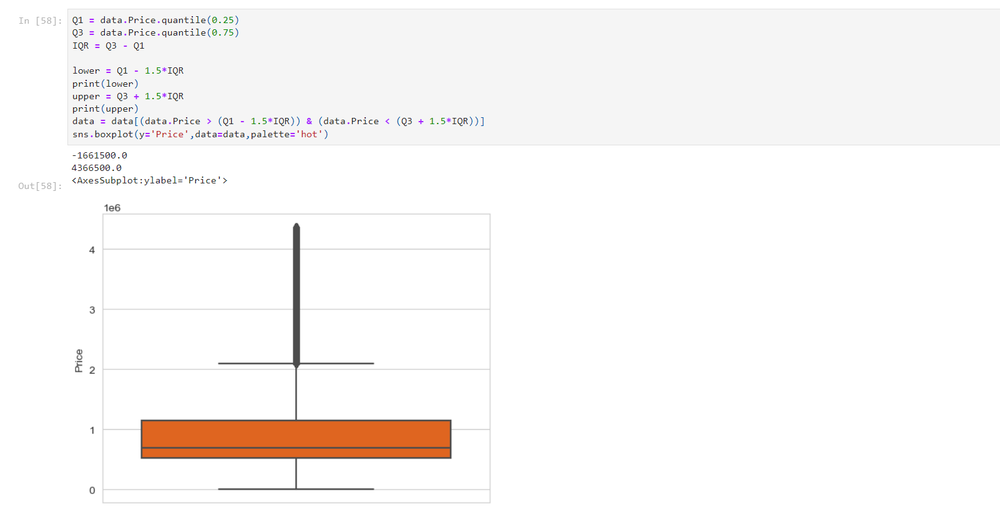 In [58]:
Q1 = data.Price.quantile(0.25)
Q3 = data.Price.quantile(0.75)
IQR = Q3 - Q1
lower = Q1 - 1.5*IQR
print(lower)
upper = Q3 + 1.5*IQR
print(upper)
data = data[(data.Price > (Q1 - 1.5*IQR)) & (data.Price < (Q3 + 1.5*IQR))]
sns.boxplot(y='Price',data=data,palette='hot')
-1661500.0
4366500.0
Out[58]:
<AxesSubplot:ylabel='Price'>
1e6
4
3
2
1
0
Price